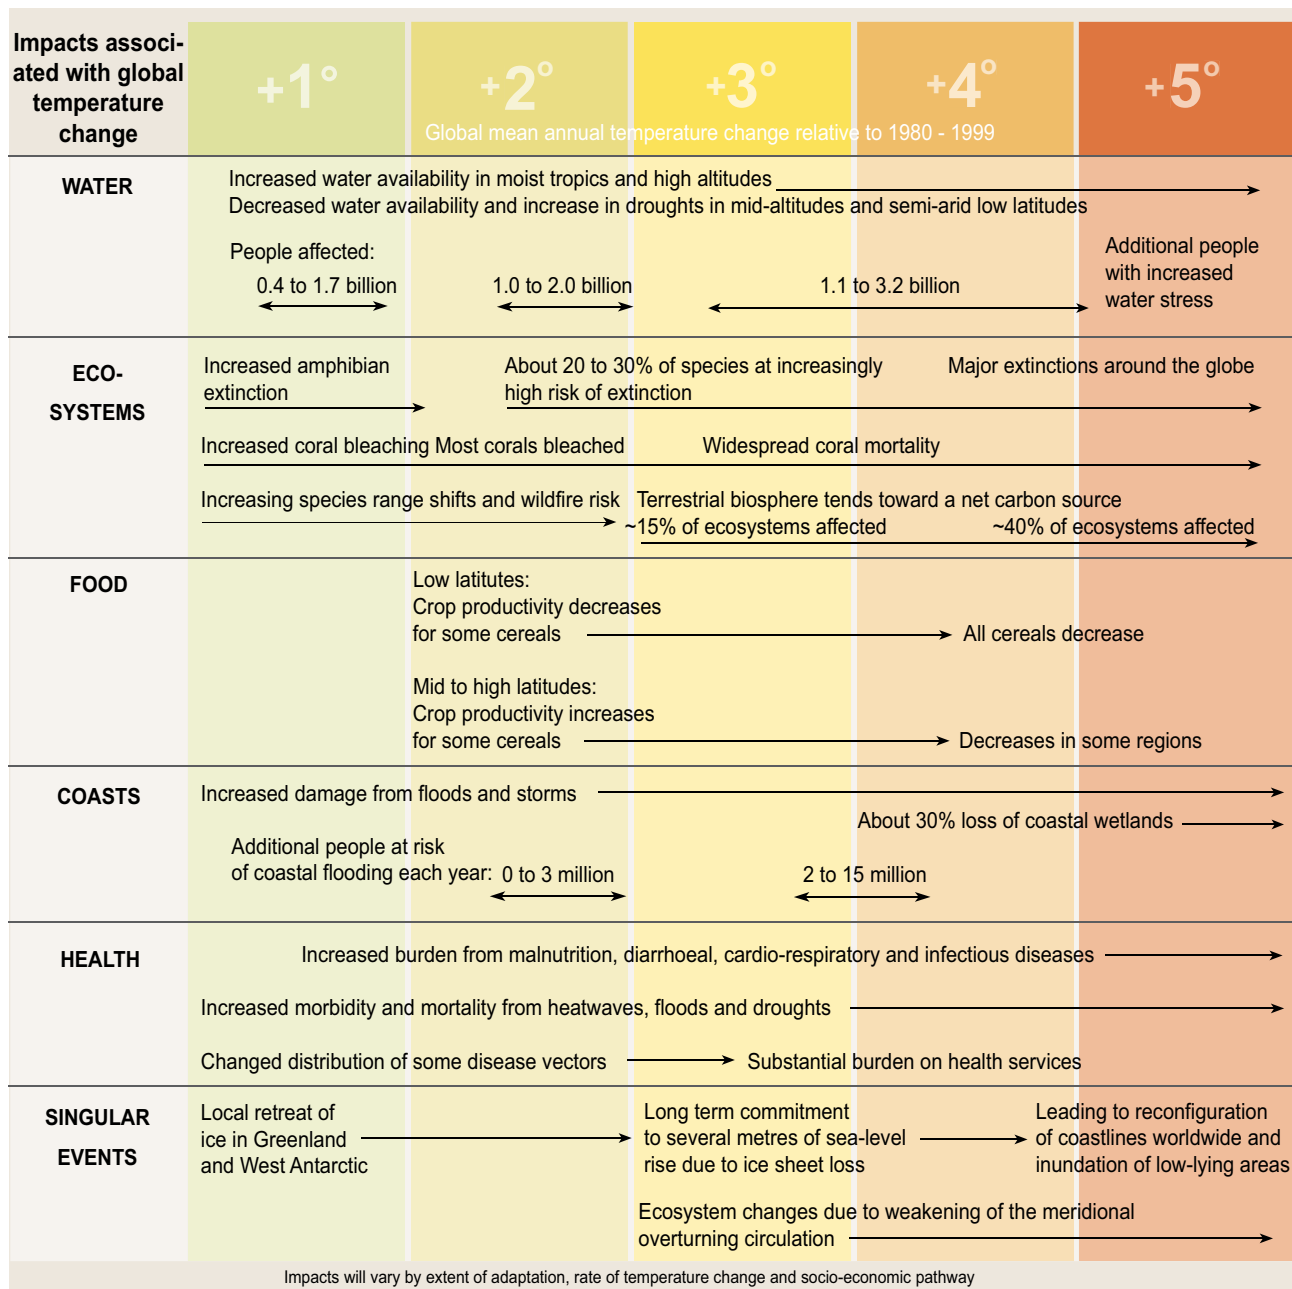 Impacts associ-
ated with global
temperature
change
+1°
+2°
+3°
+4°
+5°
Global mean annual temperature change relative to 1980 - 1999
WATER
Increased water availability in moist tropics and high altitudes
Decreased water availability and increase in droughts in mid-altitudes and semi-arid low latitudes
People affected:
0.4 to 1.7 billion
1.0 to 2.0 billion
1.1 to 3.2 billion
Additional people
with increased
water stress
ECO-
SYSTEMS
Increased amphibian
extinction
About 20 to 30% of species at increasingly
high risk of extinction
Major extinctions around the globe
Increased coral bleaching Most corals bleached
Widespread coral mortality
Increasing species range shifts and wildfire risk
Terrestrial biosphere tends toward a net carbon source
~15% of ecosystems affected
~40% of ecosystems affected
FOOD
Low latitutes:
Crop productivity decreases
for some cereals
All cereals decrease
Mid to high latitudes:
Crop productivity increases
for some cereals
Decreases in some regions
COASTS
Increased damage from floods and storms
About 30% loss of coastal wetlands
Additional people at risk
of coastal flooding each year:
0 to 3 million
2 to 15 million
HEALTH
Increased burden from malnutrition, diarrhoeal, cardio-respiratory and infectious diseases
Increased morbidity and mortality from heatwaves, floods and droughts
Changed distribution of some disease vectors
Substantial burden on health services
SINGULAR
EVENTS
Local retreat of
ice in Greenland
and West Antarctic
Long term commitment
to several metres of sea-level
rise due to ice sheet loss
Leading to reconfiguration
of coastlines worldwide and
inundation of low-lying areas
Ecosystem changes due to weakening of the meridional
overturning circulation
Impacts will vary by extent of adaptation, rate of temperature change and socio-economic pathway